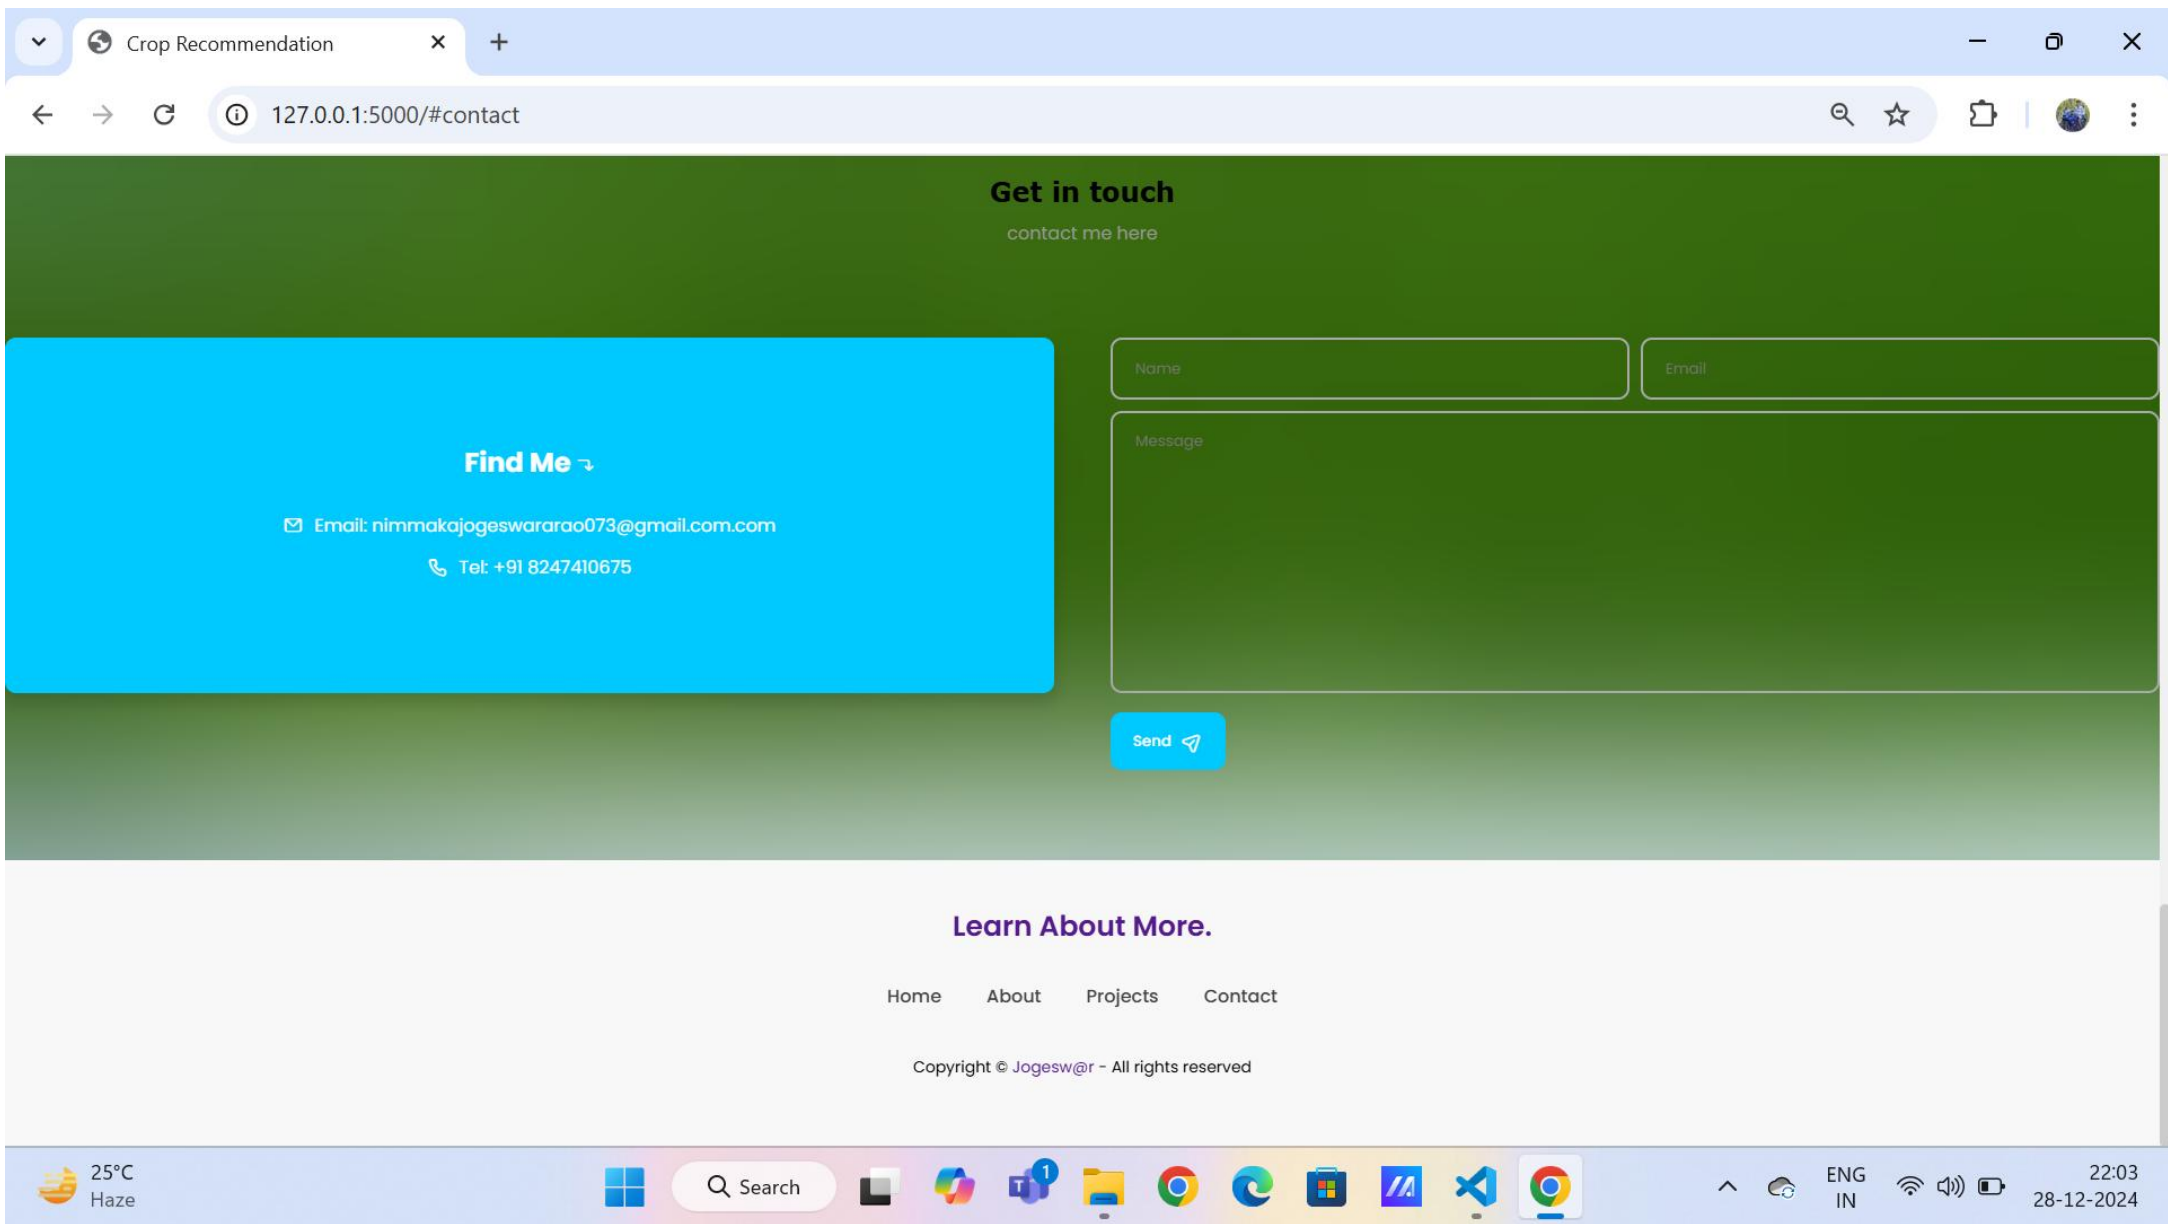 Crop Recommendation
127.0.0.1:5000/#contact
Get in touch
contact me here
Find Me
Email: nimmakajogeswararao073@gmail.com.com
Tel: +91 8247410675
Name
Email
Message
Send
Learn About More.
Home About Projects Contact
Copyright © Jogesw@r - All rights reserved
25°C
Haze
Search
T
1
ENG
IN
22:03
28-12-2024